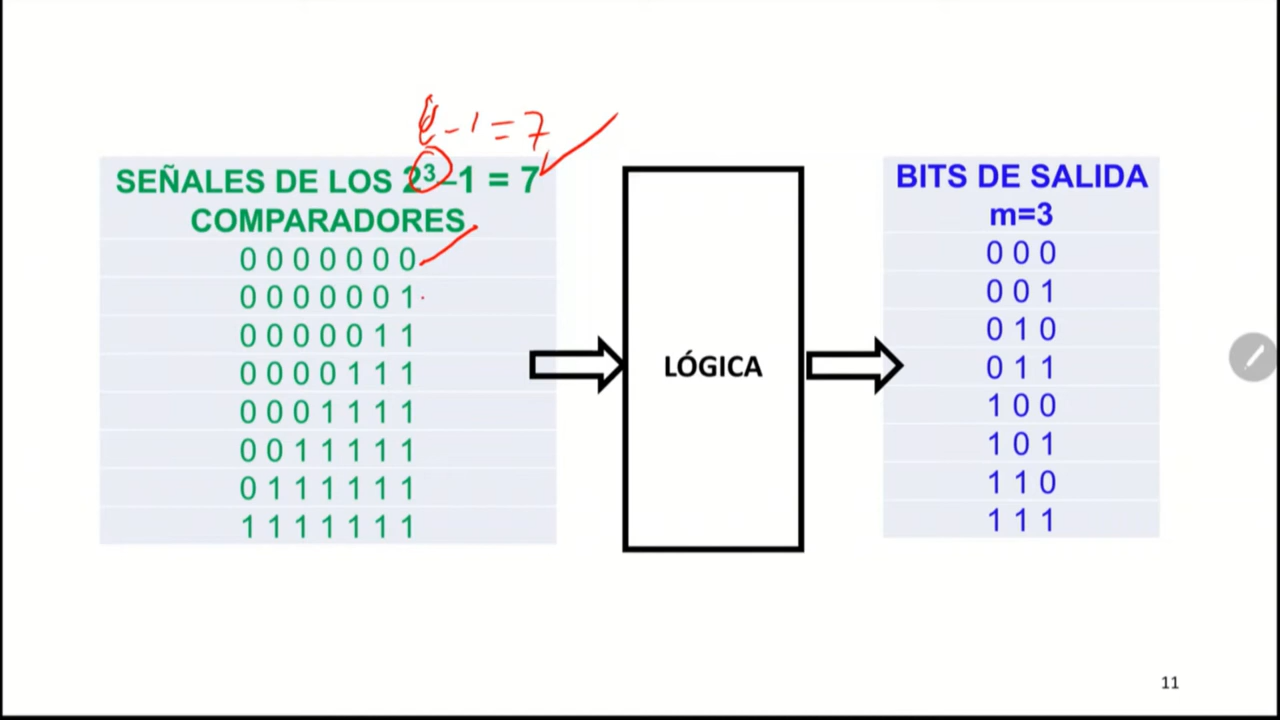 8-1=7
SEÑALES DE LOS 2³–1 = 7
COMPARADORES
0 0 0 0 0 0 0
0 0 0 0 0 0 1
0 0 0 0 0 1 1
0 0 0 0 1 1 1
0 0 0 1 1 1 1
0 0 1 1 1 1 1
0 1 1 1 1 1 1
1 1 1 1 1 1 1
LÓGICA
BITS DE SALIDA
m=3
0 0 0
0 0 1
0 1 0
0 1 1
1 0 0
1 0 1
1 1 0
1 1 1
11